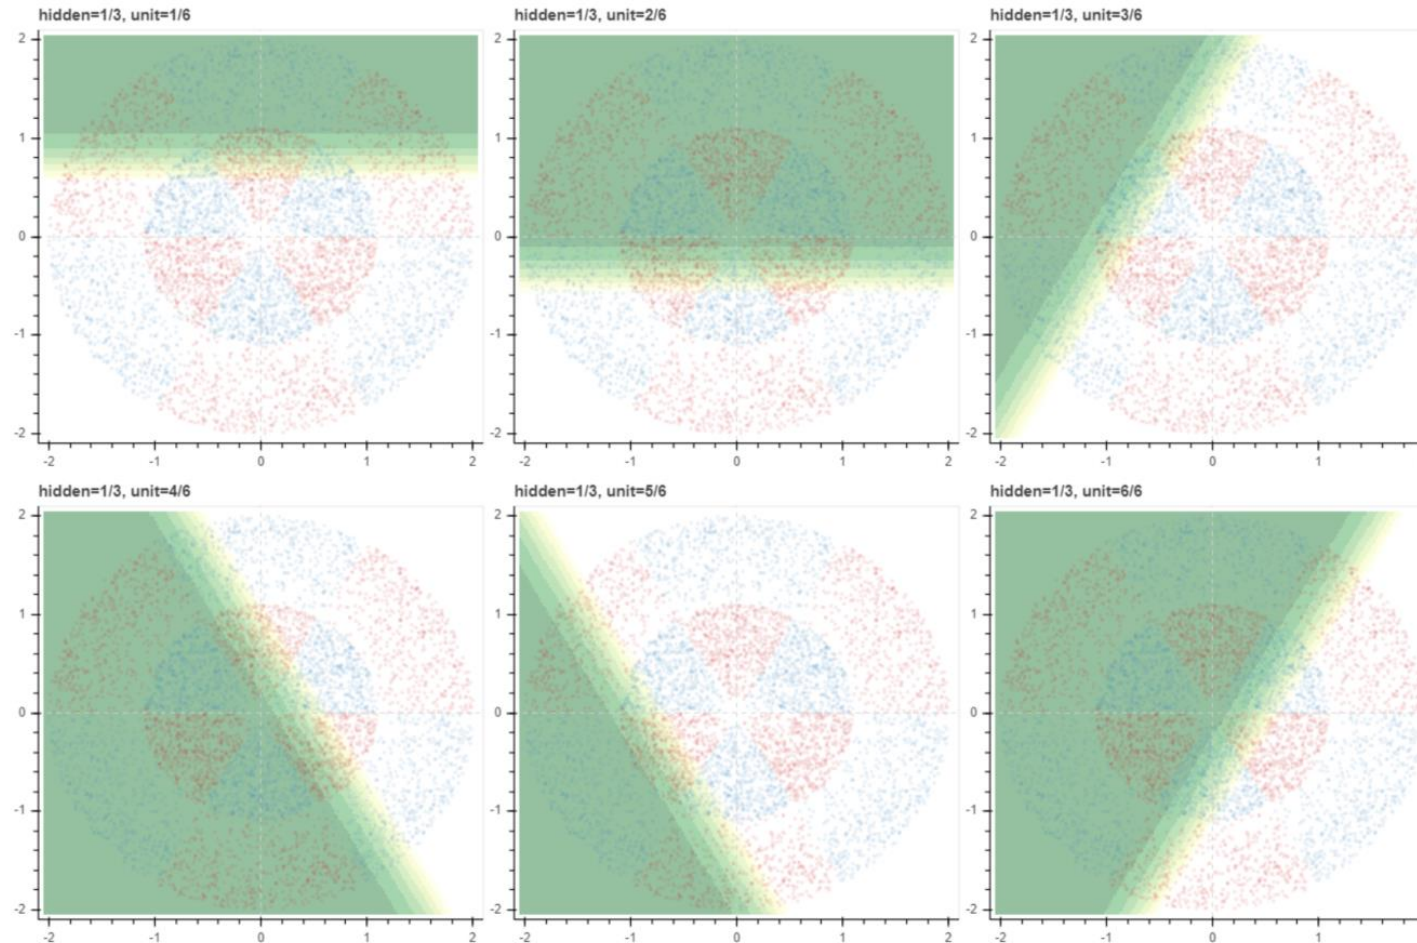 hidden=1/3, unit=1/6
hidden=1/3, unit=2/6
hidden=1/3, unit=3/6
2
1
0
-1
-2
-2 -1 0 1 2
2
1
0
-1
-2
-2 -1 0 1 2
2
1
0
-1
-2
-2 -1 0 1
hidden=1/3, unit=4/6
hidden=1/3, unit=5/6
hidden=1/3, unit=6/6
2
1
0
-1
-2
-2 -1 0 1 2
2
1
0
-1
-2
-2 -1 0 1 2
2
1
0
-1
-2
-2 -1 0 1